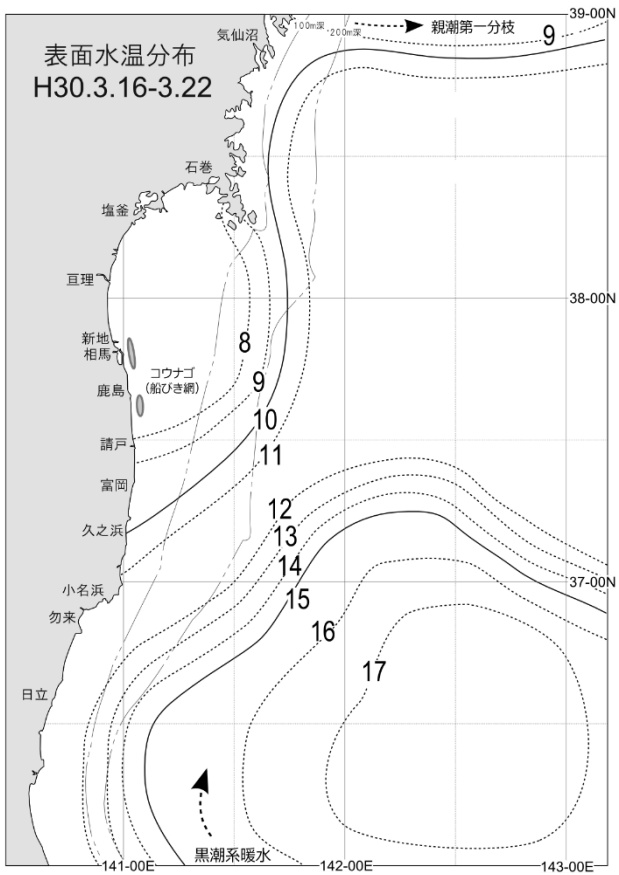 39-00N
気仙沼
100m深
200m深
親潮第一分枝
9
表面水温分布
H30.3.16-3.22
石巻
塩釜
亘理
38-00N
新地
相馬
8
コウナゴ
(船びき網)
9
鹿島
10
請戸
11
富岡
12
久之浜
13
14
37-00N
小名浜
15
勿来
16
17
日立
黒潮系暖水
141-00E
142-00E
143-00E